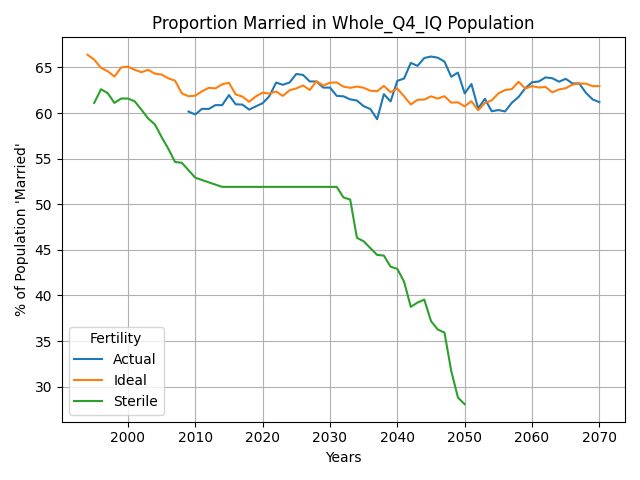 Proportion Married in Whole_Q4_IQ Population
% of Population 'Married'
65
60
55
50
45
40
35
30
Fertility
Actual
Ideal
Sterile
2000 2010 2020 2030 2040 2050 2060 2070
Years